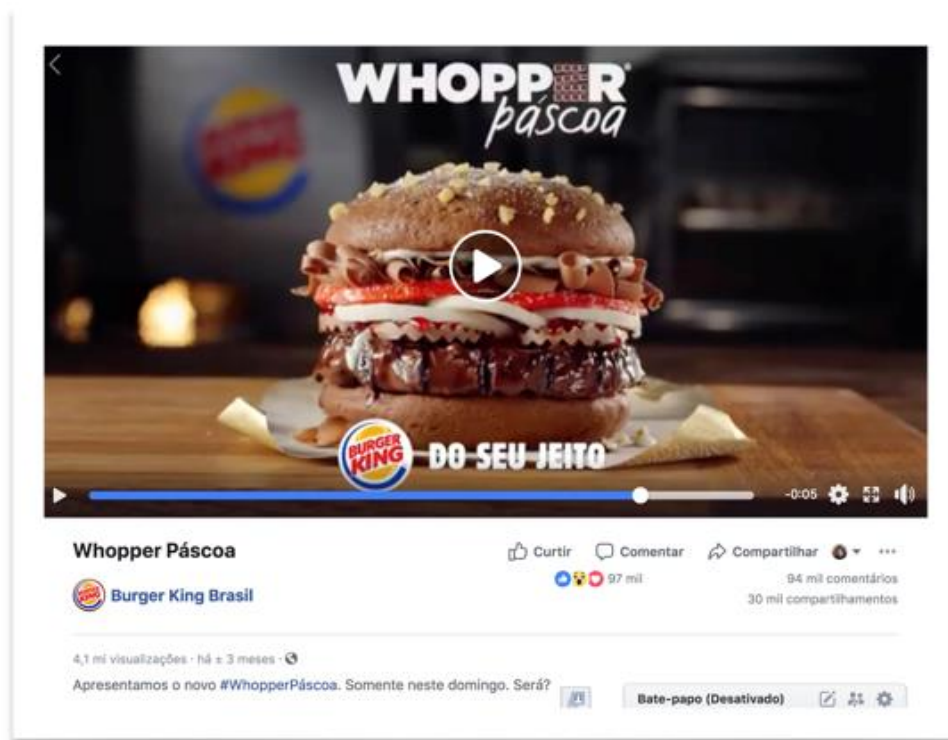 WHOPPER®
páscoa
BURGER KING
DO SEU JEITO
-0:05
Whopper Páscoa
Curtir Comentar Compartilhar
97 mil
94 mil comentários
30 mil compartilhamentos
Burger King Brasil
4,1 mi visualizações · há ± 3 meses ·
Apresentamos o novo #WhopperPáscoa. Somente neste domingo. Será?
Bate-papo (Desativado)